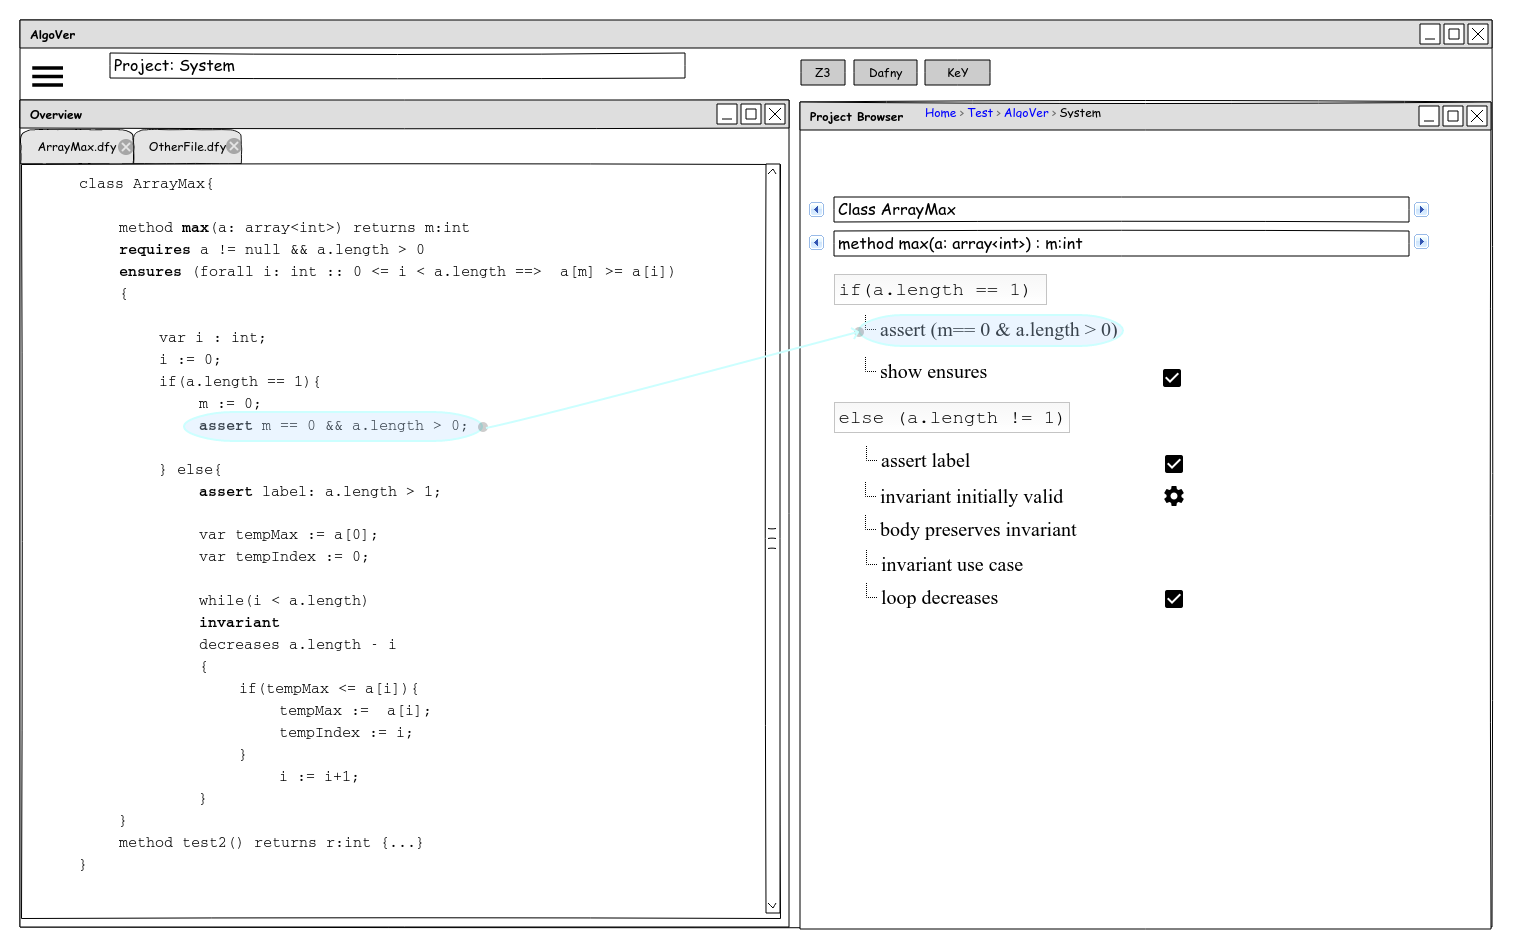 AlgoVer
Project: System
Z3
Dafny
KeY
Overview
ArrayMax.dfy
OtherFile.dfy
class ArrayMax{
method max(a: array<int>) returns m:int
requires a != null && a.length > 0
ensures (forall i: int :: 0 <= i < a.length ==>  a[m] >= a[i])
{
var i : int;
i := 0;
if(a.length == 1){
m := 0;
assert m == 0 && a.length > 0;
} else{
assert label: a.length > 1;
var tempMax := a[0];
var tempIndex := 0;
while(i < a.length)
invariant
decreases a.length - i
{
if(tempMax <= a[i]){
tempMax :=  a[i];
tempIndex := i;
}
i := i+1;
}
}
method test2() returns r:int {...}
}
Project Browser
Home > Test > AlgoVer > System
Class ArrayMax
method max(a: array<int>) : m:int
if(a.length == 1)
assert (m== 0 & a.length > 0)
show ensures
else (a.length != 1)
assert label
invariant initially valid
body preserves invariant
invariant use case
loop decreases